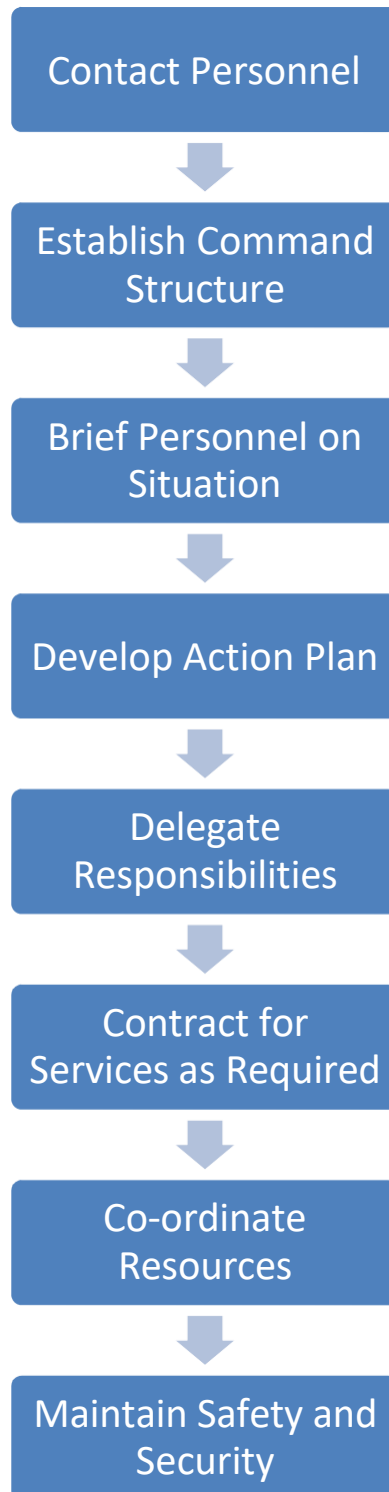 Contact Personnel
Establish Command
Structure
Brief Personnel on
Situation
Develop Action Plan
Delegate
Responsibilities
Contract for
Services as Required
Co-ordinate
Resources
Maintain Safety and
Security